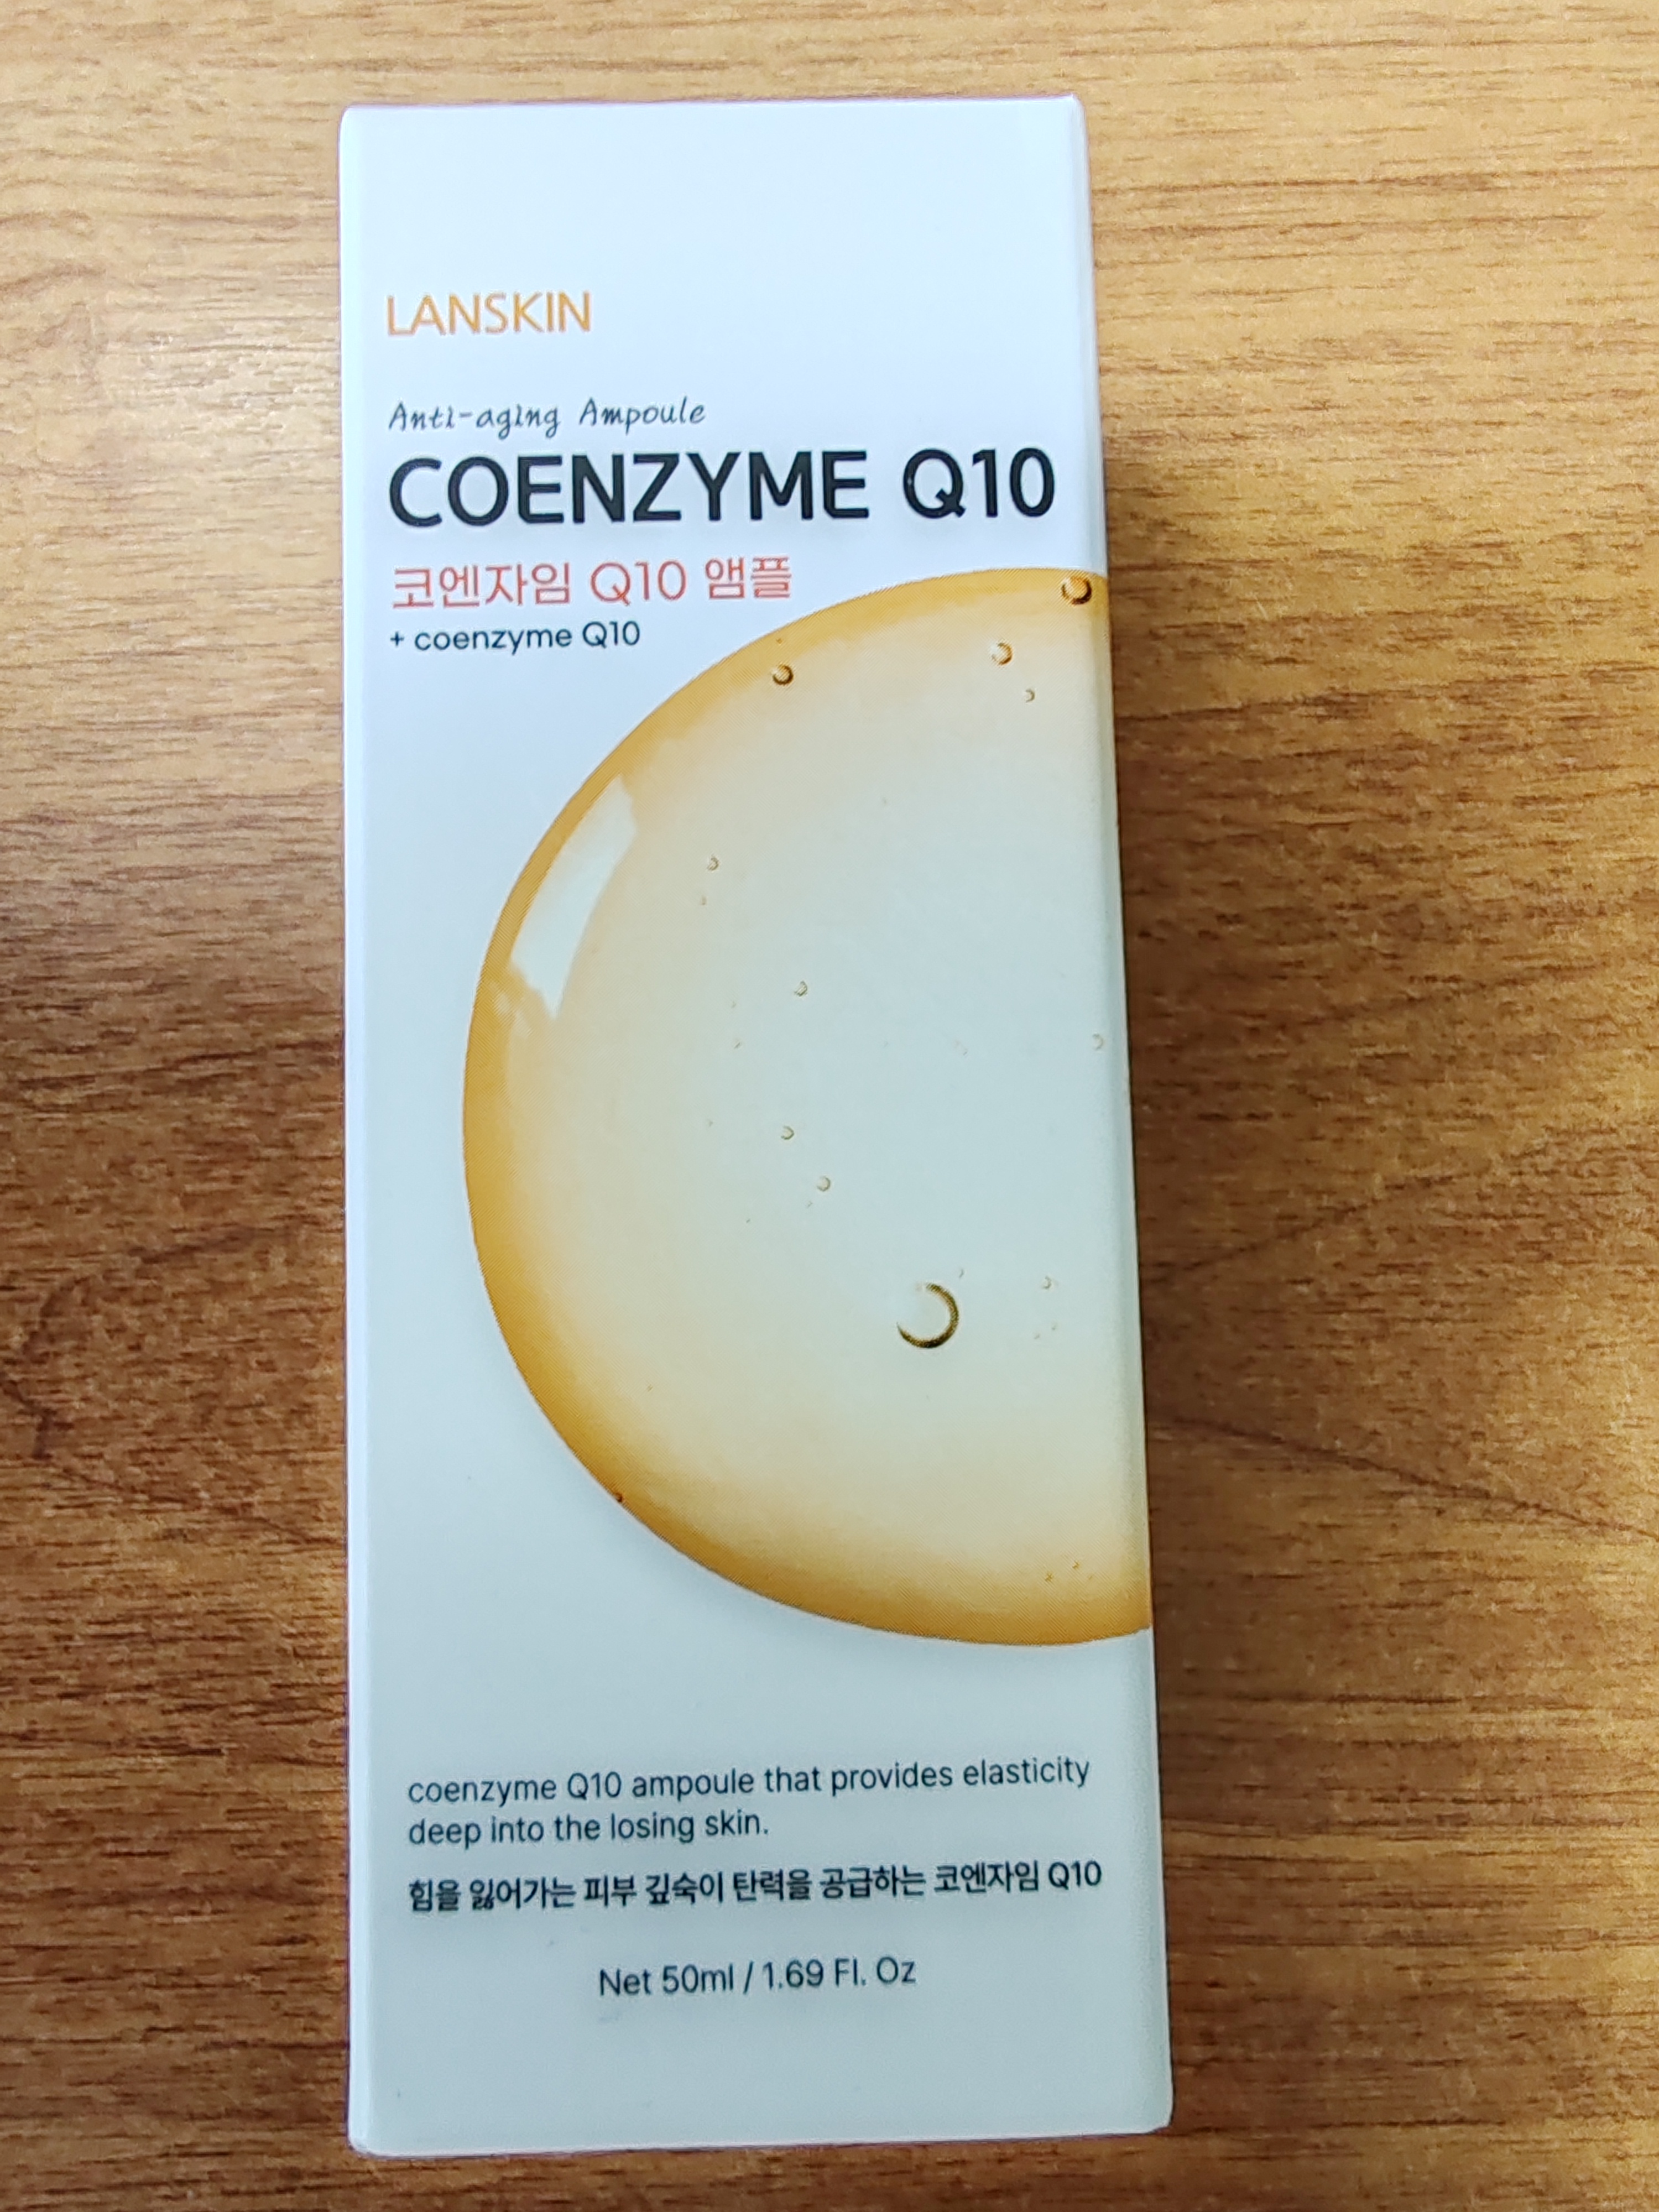 LANSKIN
Anti-aging Ampoule
COENZYME Q10
코엔자임 Q10 앰플
+ coenzyme Q10
coenzyme Q10 ampoule that provides elasticity
deep into the losing skin.
힘을 잃어가는 피부 깊숙이 탄력을 공급하는 코엔자임 Q10
Net 50ml / 1.69 Fl. Oz